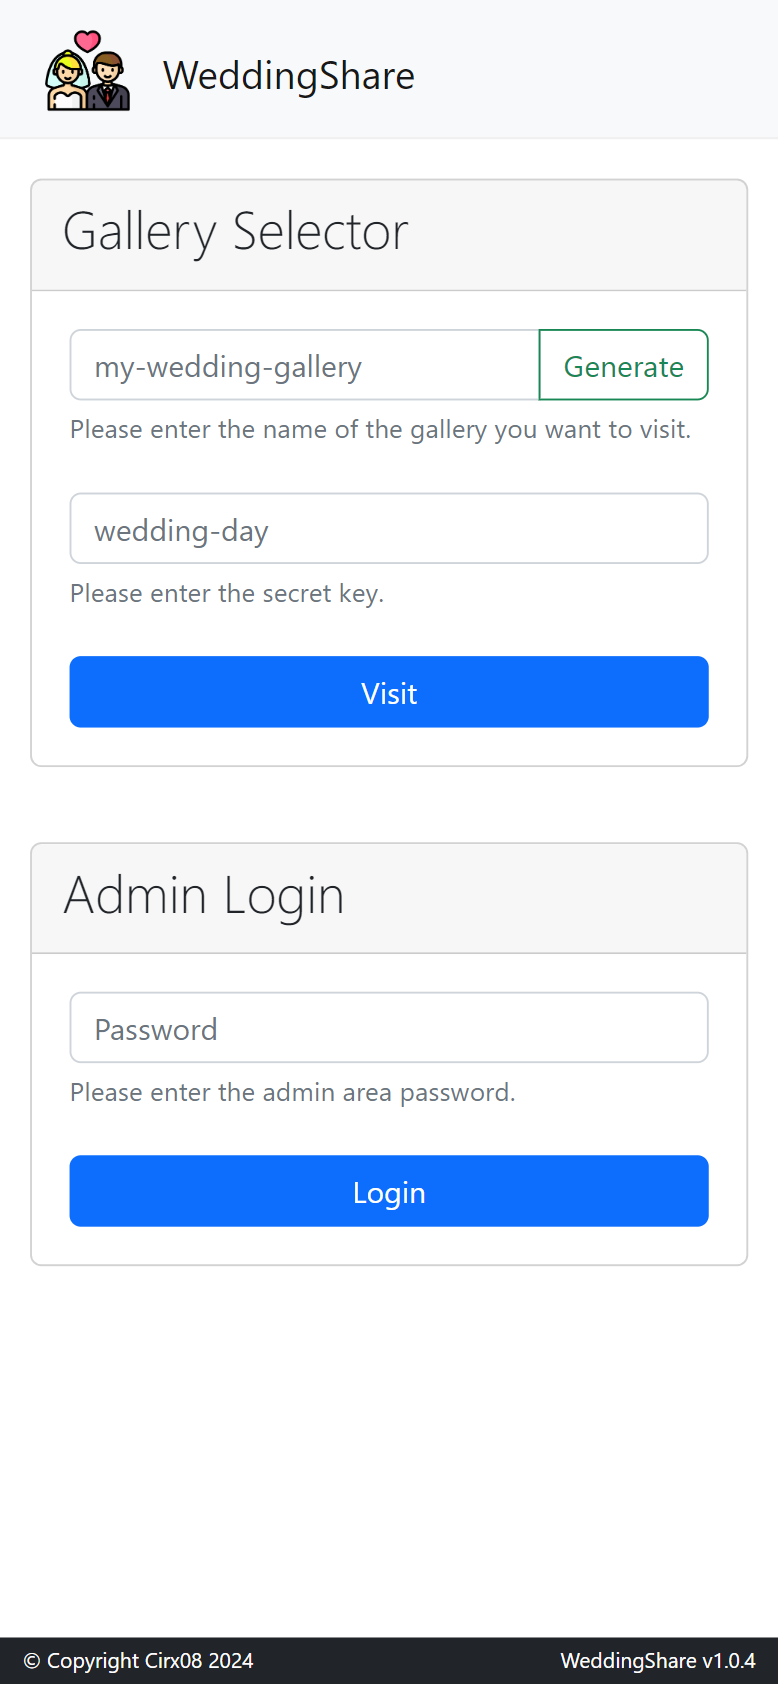 WeddingShare
Gallery Selector
my-wedding-gallery
Generate
Please enter the name of the gallery you want to visit.
wedding-day
Please enter the secret key.
Visit
Admin Login
Password
Please enter the admin area password.
Login
© Copyright Cirx08 2024
WeddingShare v1.0.4